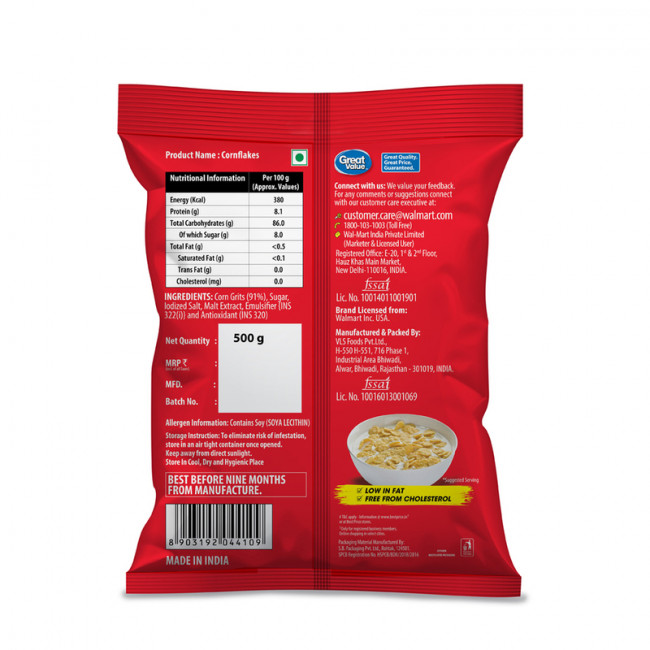 Product Name : Cornflakes
Nutritional Information
Per 100 g
(Approx. Values)
Energy (Kcal) 380
Protein (g) 8.1
Total Carbohydrates (g) 86.0
Of which Sugar (g) 8.0
Total Fat (g) <0.5
Saturated Fat (g) <0.1
Trans Fat (g) 0.0
Cholesterol (mg) 0.0
INGREDIENTS: Corn Grits (91%), Sugar,
Iodized Salt, Malt Extract, Emulsifier (INS
322(i)) and Antioxidant (INS 320)
Net Quantity : 500 g
MRP ₹ :
MFD. :
Batch No. :
Allergen Information: Contains Soy (SOYA LECITHIN)
Storage Instruction: To eliminate risk of infestation,
store in an air tight container once opened.
Keep away from direct sunlight.
Store In Cool, Dry and Hygienic Place
BEST BEFORE NINE MONTHS
FROM MANUFACTURE.
8 903192 044109
MADE IN INDIA
Great
Value
Great Quality.
Great Price.
Guaranteed.
Connect with us: We value your feedback.
For any comments or suggestions connect
with our customer care executive at:
customer.care@walmart.com
1800-103-1003 (Toll Free)
Wal-Mart India Private Limited
(Marketer & Licensed User)
Registered Office: E-20, 1st & 2nd Floor,
Hauz Khas Main Market,
New Delhi-110016, INDIA.
fssai
Lic. No. 10014011001901
Brand Licensed from:
Walmart Inc. USA.
Manufactured & Packed By:
VLS Foods Pvt.Ltd.,
H-550 H-551, 716 Phase 1,
Industrial Area Bhiwadi,
Alwar, Bhiwadi, Rajasthan - 301019, INDIA.
fssai
Lic. No. 10016013001069
*Suggested Serving
LOW IN FAT
FREE FROM CHOLESTEROL
Packaging Material Manufactured By: